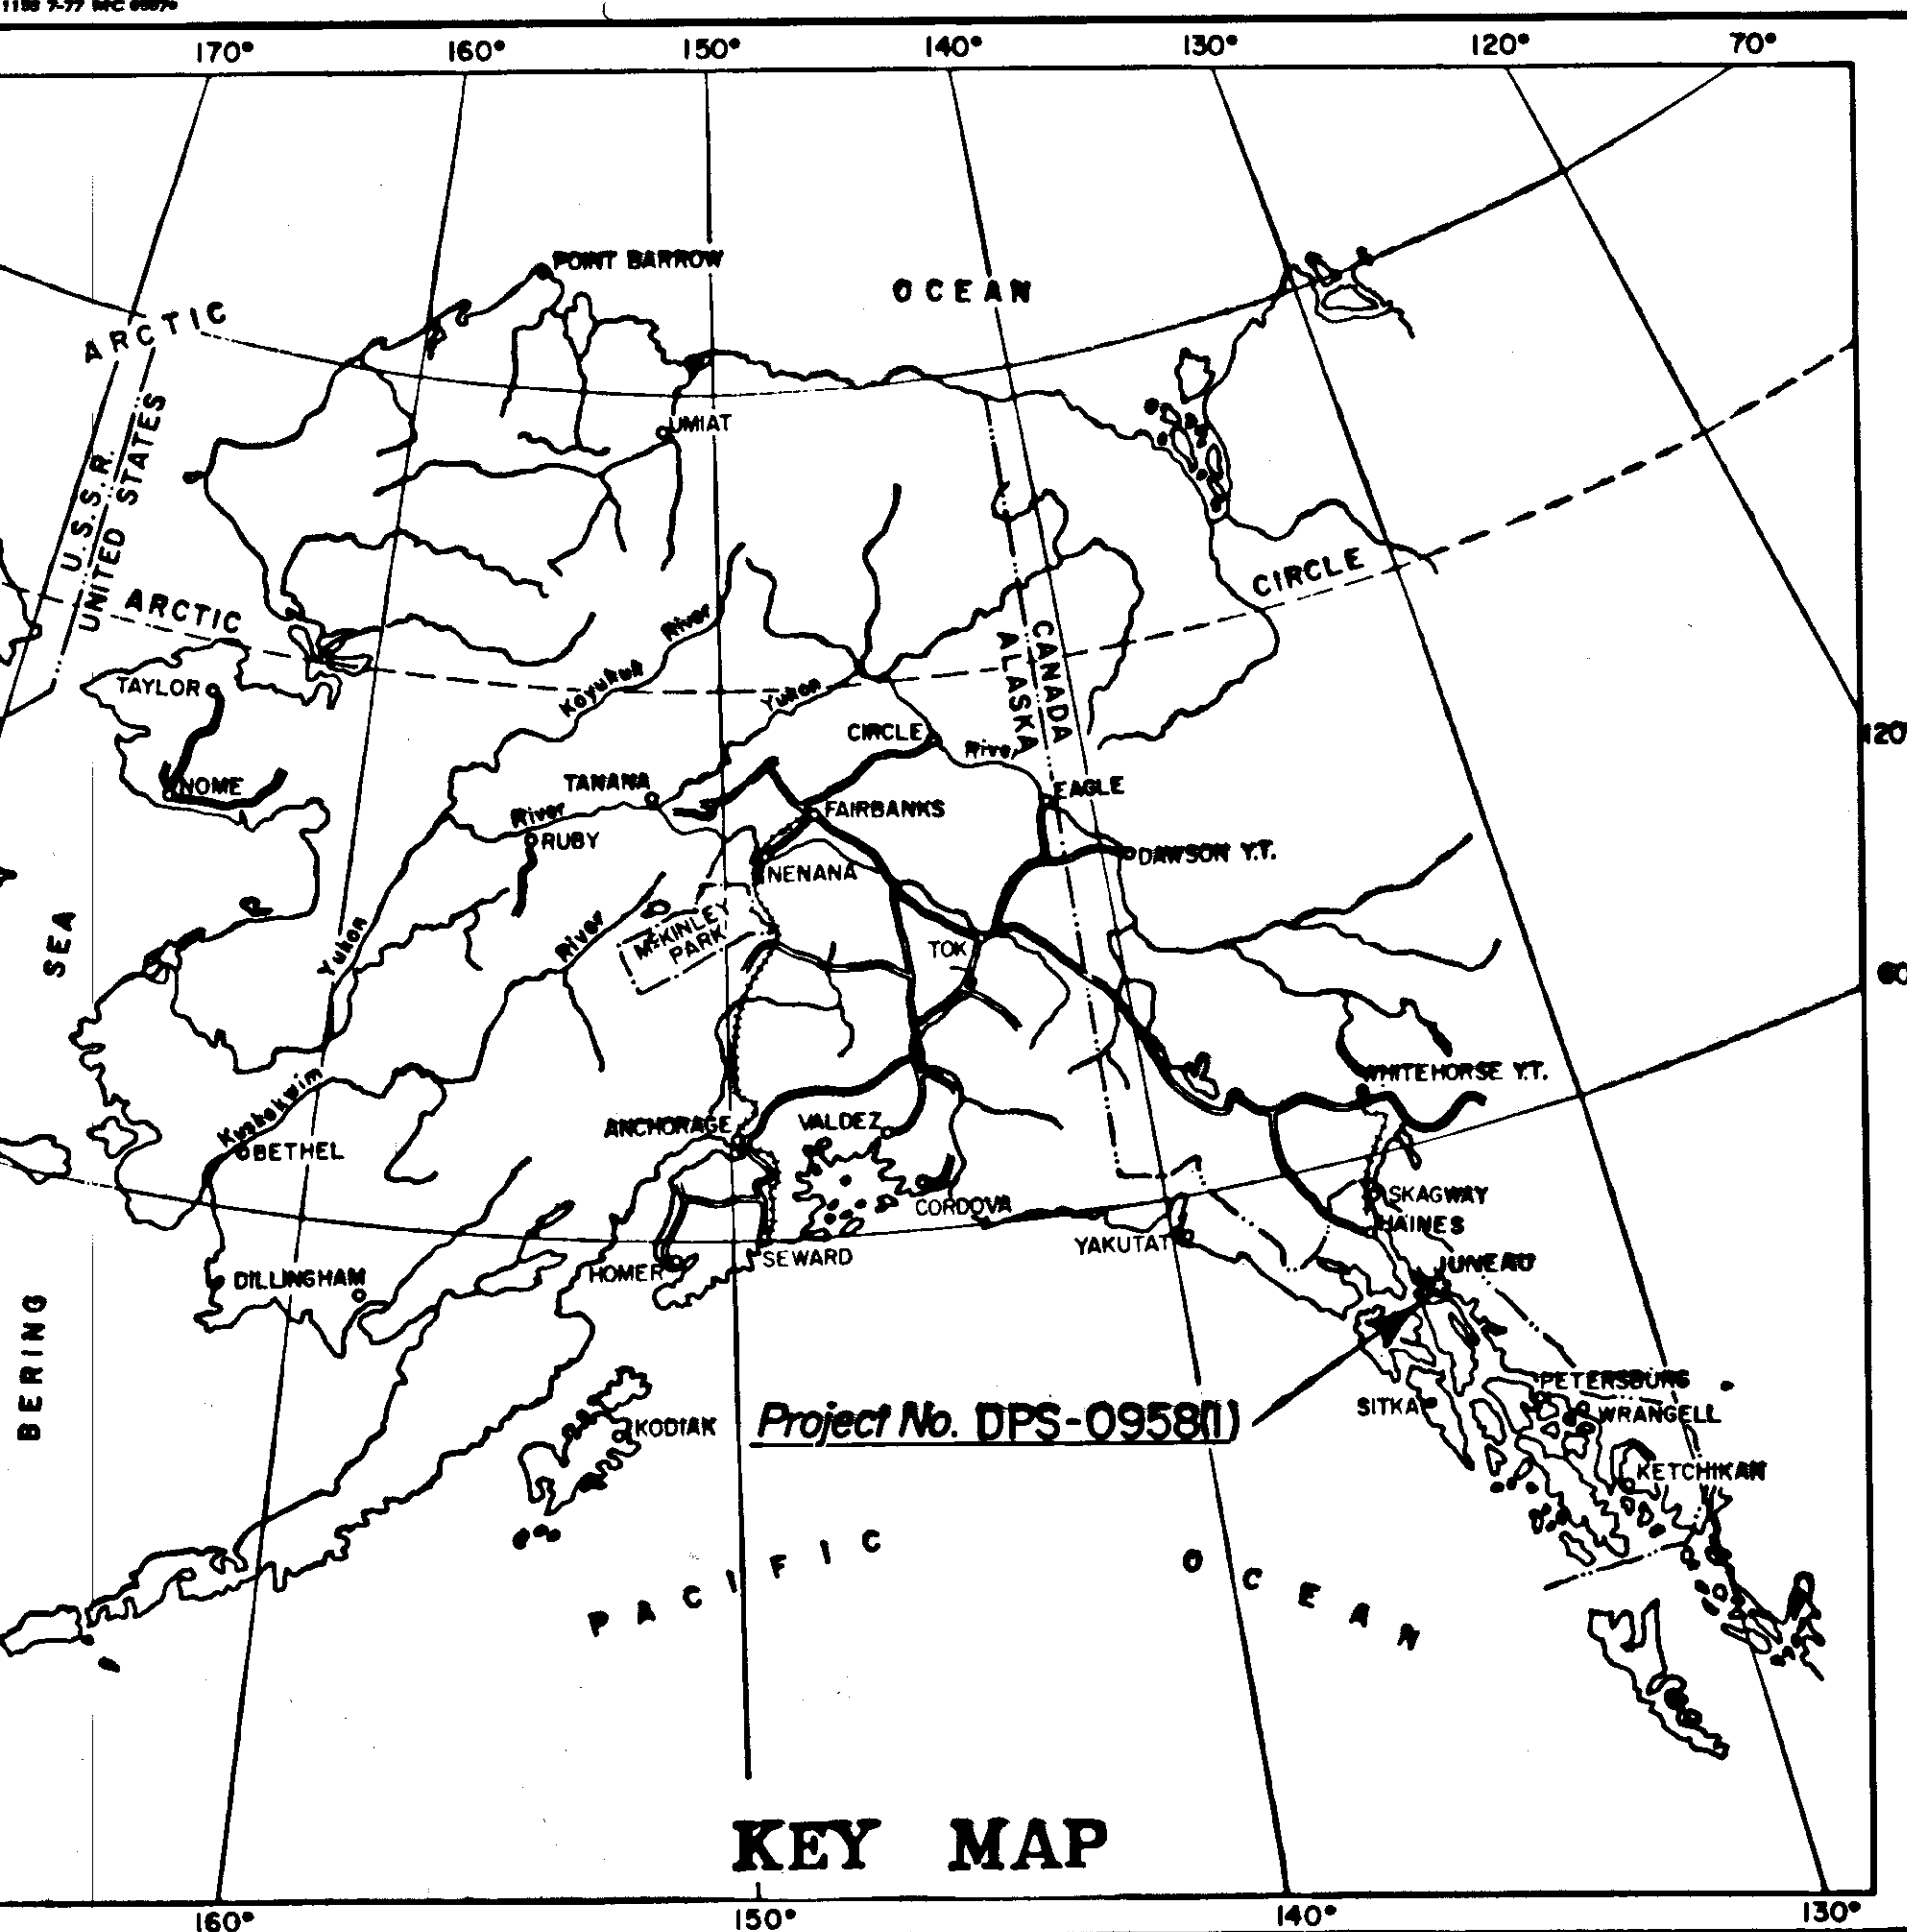 170° 160° 150° 140° 130° 120° 70°
POINT BARROW
OCEAN
ARCTIC
UMIAT
U.S.S.R.
UNITED STATES
ARCTIC
CIRCLE
River
Koyukuk
Yukon
CANADA
ALASKA
TAYLOR
CIRCLE
120
NOME
TANANA
EAGLE
River
FAIRBANKS
RUBY
DAWSON Y.T.
NENANA
SEA
Yukon
River
McKINLEY
PARK
TOK
60
WHITEHORSE Y.T.
Kuskokwim
ANCHORAGE
VALDEZ
BETHEL
SKAGWAY
CORDOVA
HAINES
YAKUTAT
SEWARD
HOMER
JUNEAU
DILLINGHAM
BERING
PETERSBURG
SITKA
WRANGELL
KODIAK
Project No. DPS-0958(1)
KETCHIKAN
PACIFIC
OCEAN
KEY MAP
160° 150° 140° 130°